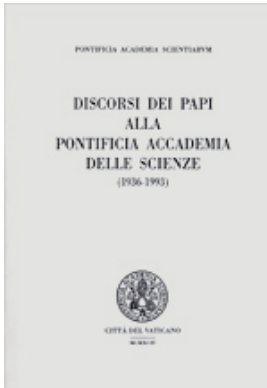 PONTIFICIA ACADEMIA SCIENTIARVM
DISCORSI DEI PAPI
ALLA
PONTIFICIA ACCADEMIA
DELLE SCIENZE
(1936-1993)
CITTÀ DEL VATICANO